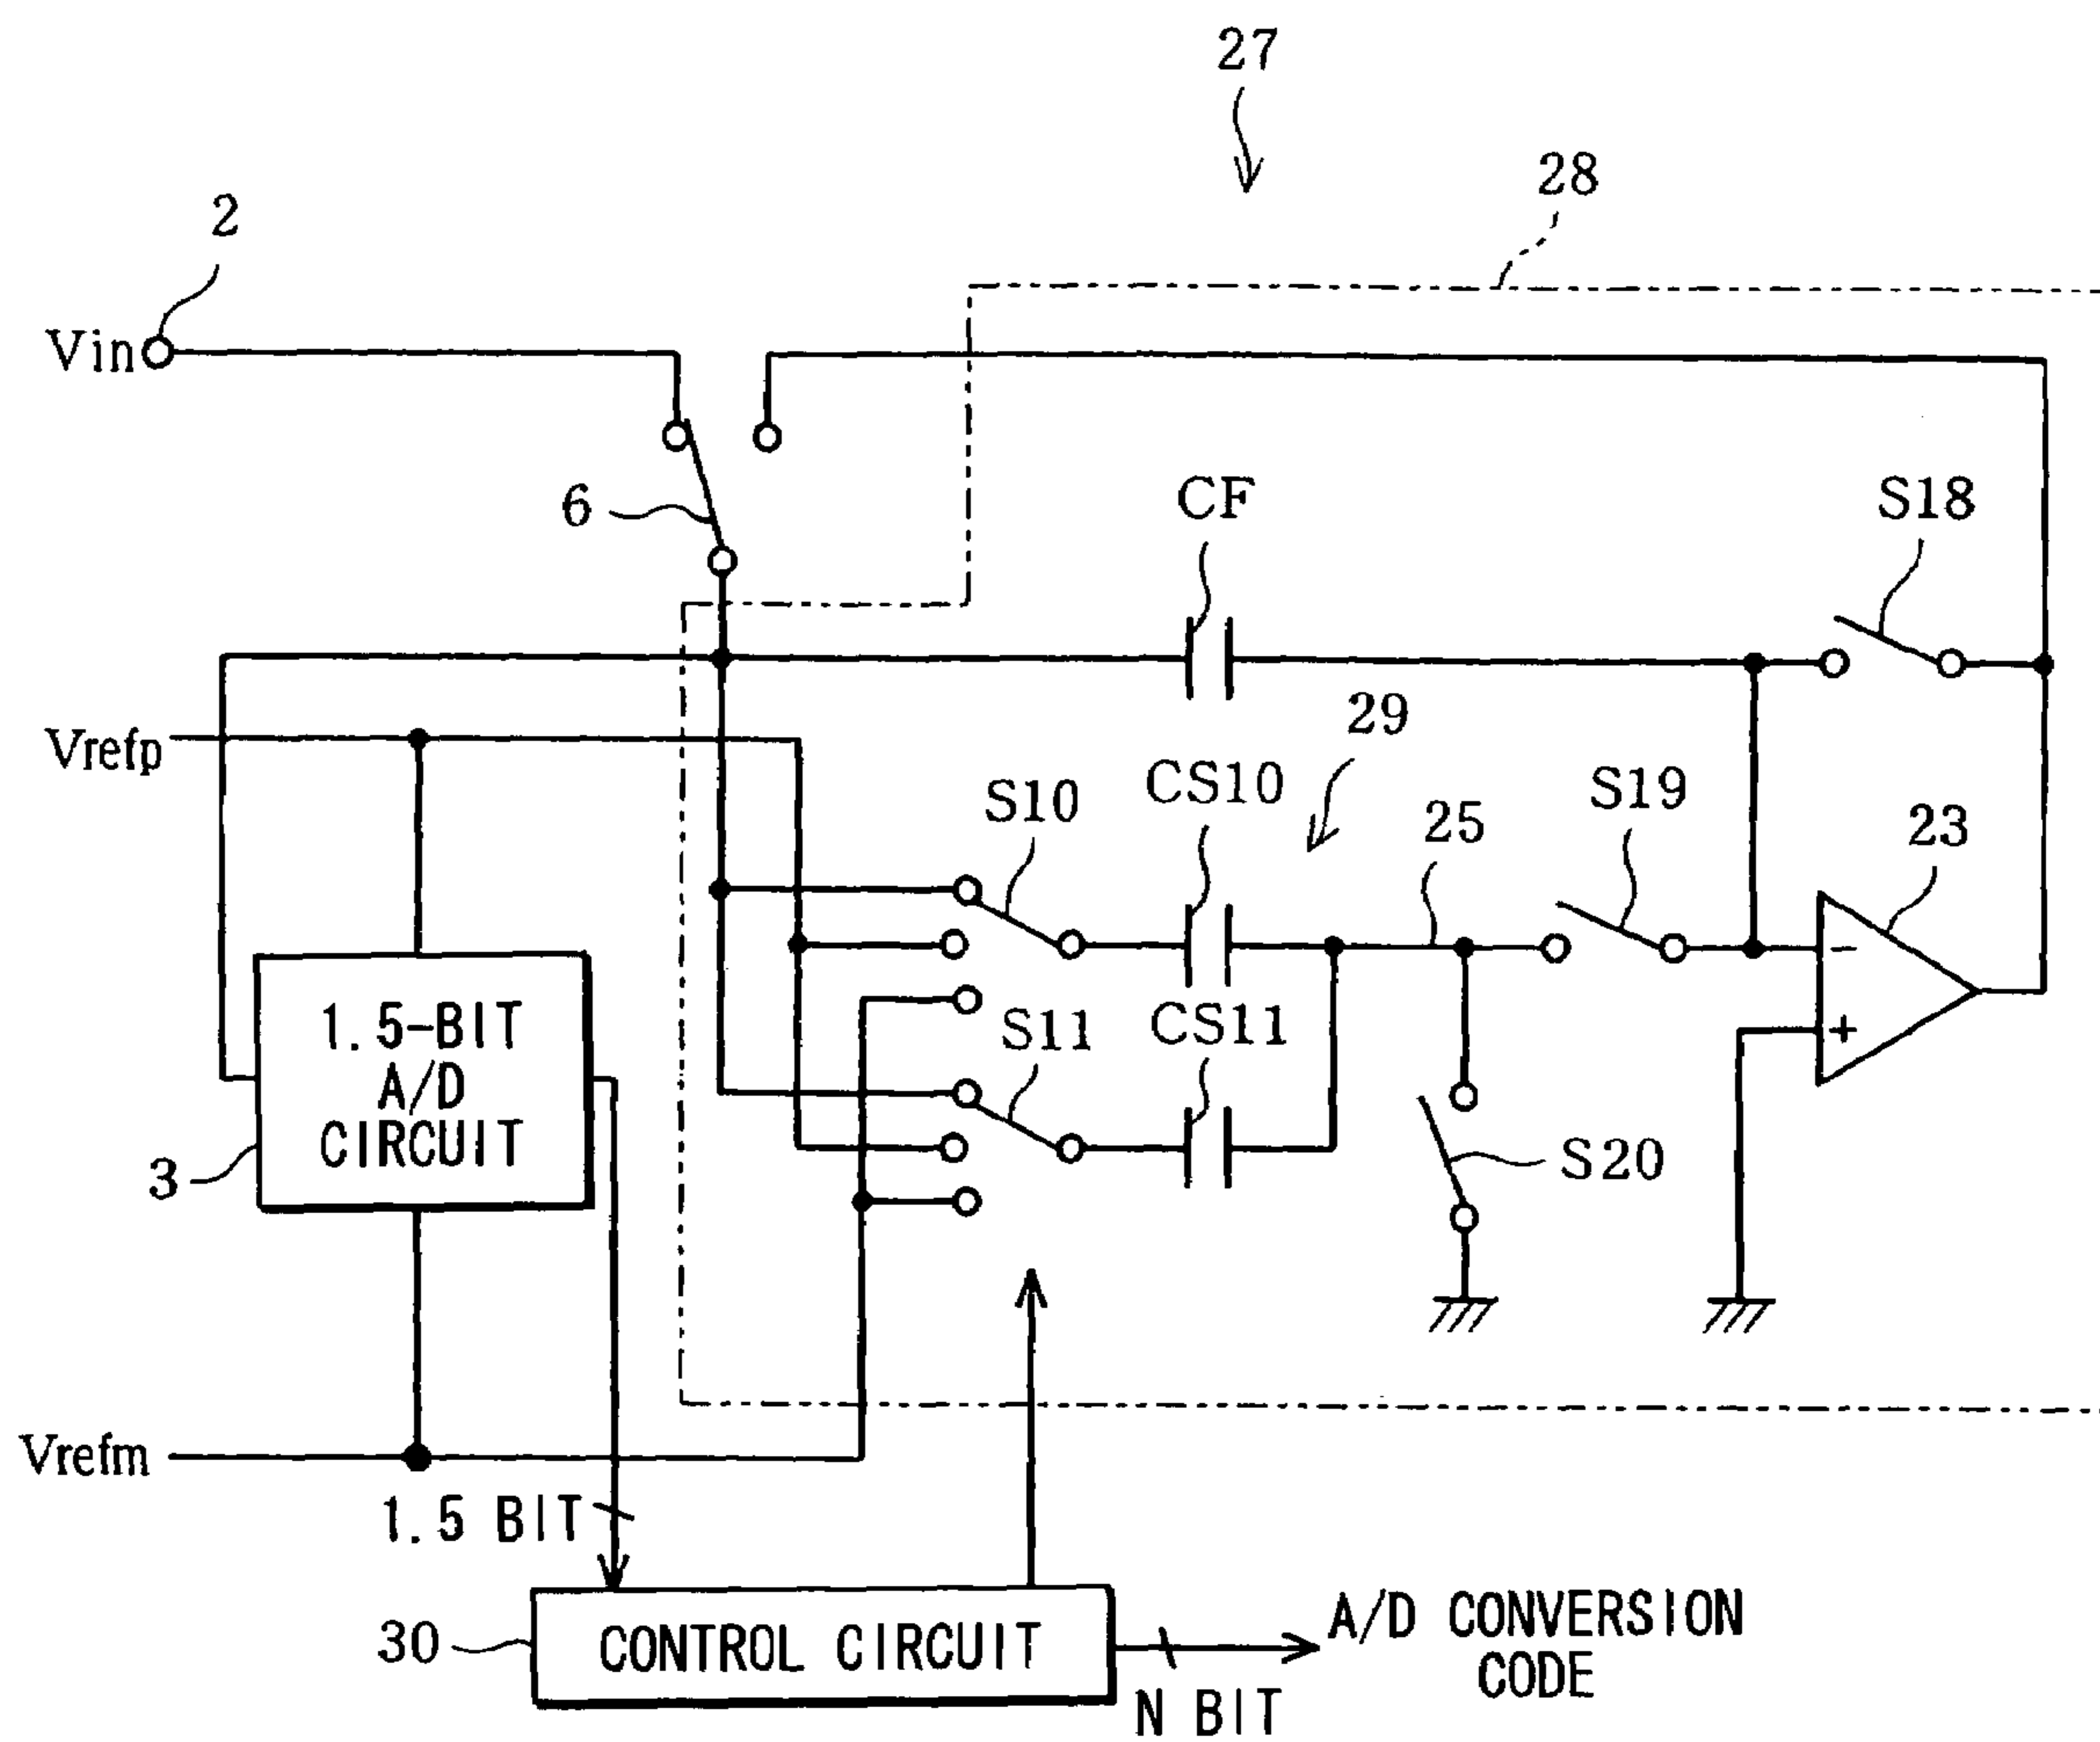 27
28
2
Vin
6
CF
S18
29
Vrefp
CS10
S10
25
S19
23
1.5-BIT
A/D
CIRCUIT
S11
CS11
−
+
3
S20
Vrefm
1.5 BIT
30
CONTROL CIRCUIT
A/D CONVERSION
CODE
N BIT